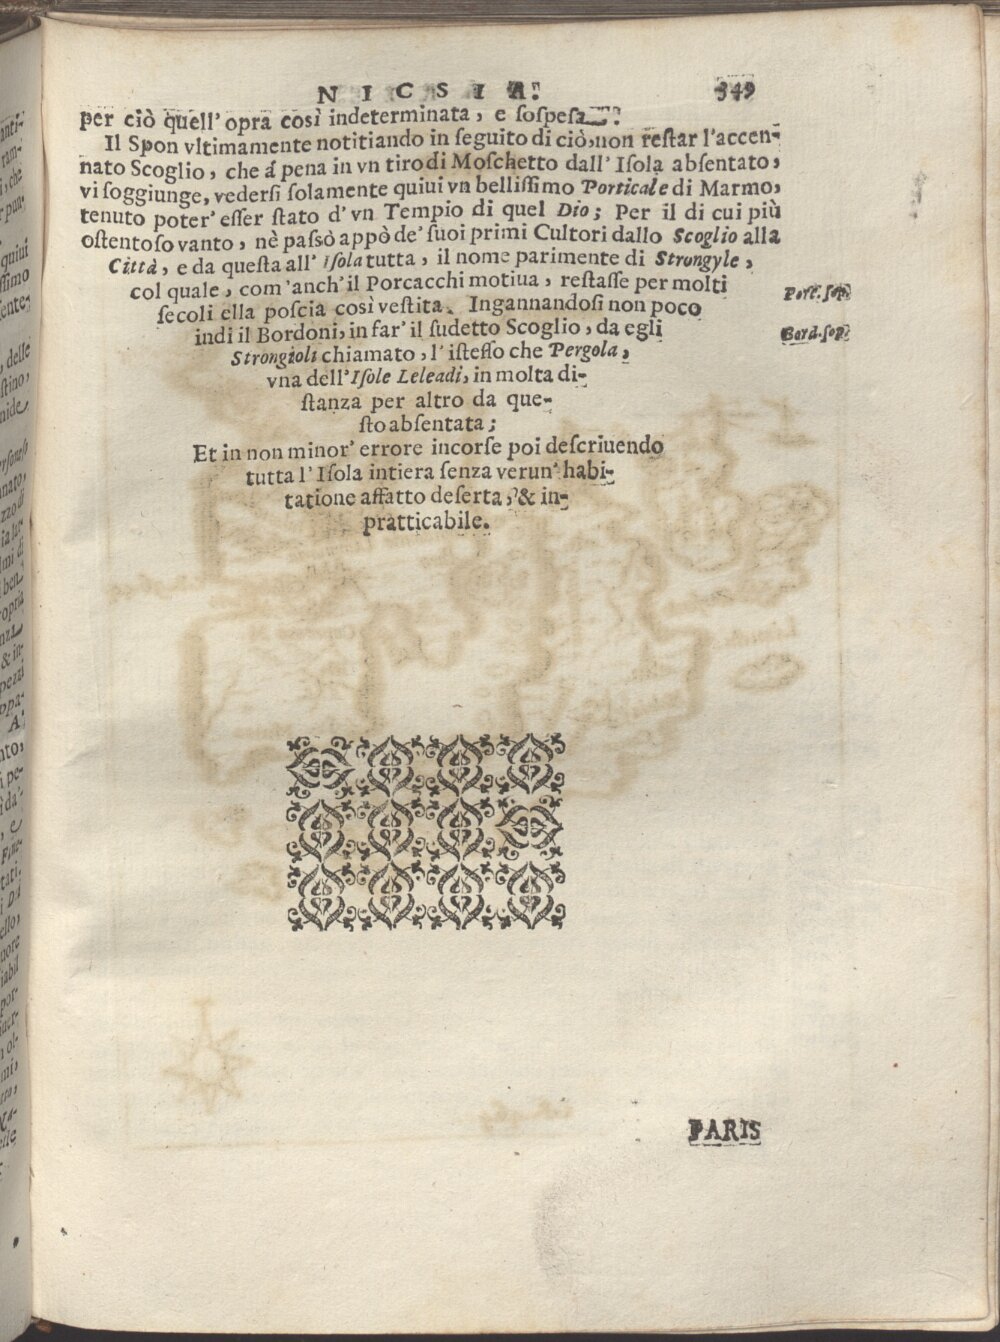 NICSIA. 349
per ciò quell'opra così indeterminata, e sospesa.
Il Spon vltimamente notitiando in seguito di ciò, non restar l'accen-
nato Scoglio, che á pena in vn tiro di Moschetto dall'Isola absentato,
vi soggiunge, vedersi solamente quiui vn bellissimo Porticale di Marmo,
tenuto poter'esser stato d'vn Tempio di quel Dio; Per il di cui più
ostentoso vanto, nè passò appò de'suoi primi Cultori dallo Scoglio alla
Città, e da questa all'Isola tutta, il nome parimente di Strongyle,
col quale, com'anch'il Porcacchi motiua, restasse per molti
Porc. sop.
secoli ella poscia così vestita. Ingannandosi non poco
indi il Bordoni, in far'il sudetto Scoglio, da egli
Bord. sop.
Strongioli chiamato, l'istesso che Pergola,
vna dell'Isole Leleadi, in molta di-
stanza per altro da que-
sto absentata;
Et in non minor'errore incorse poi descriuendo
tutta l'Isola intiera senza verun'habi-
tatione affatto deserta, & in-
pratticabile.
PARIS